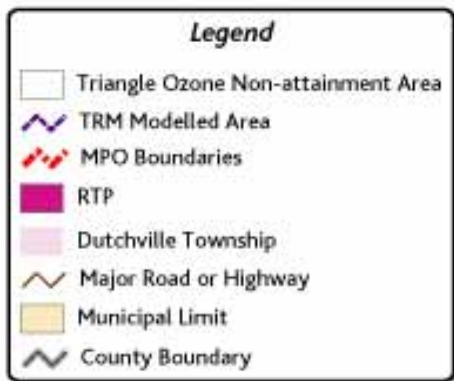 Legend
Triangle Ozone Non-attainment Area
TRM Modelled Area
MPO Boundaries
RTP
Dutchville Township
Major Road or Highway
Municipal Limit
County Boundary